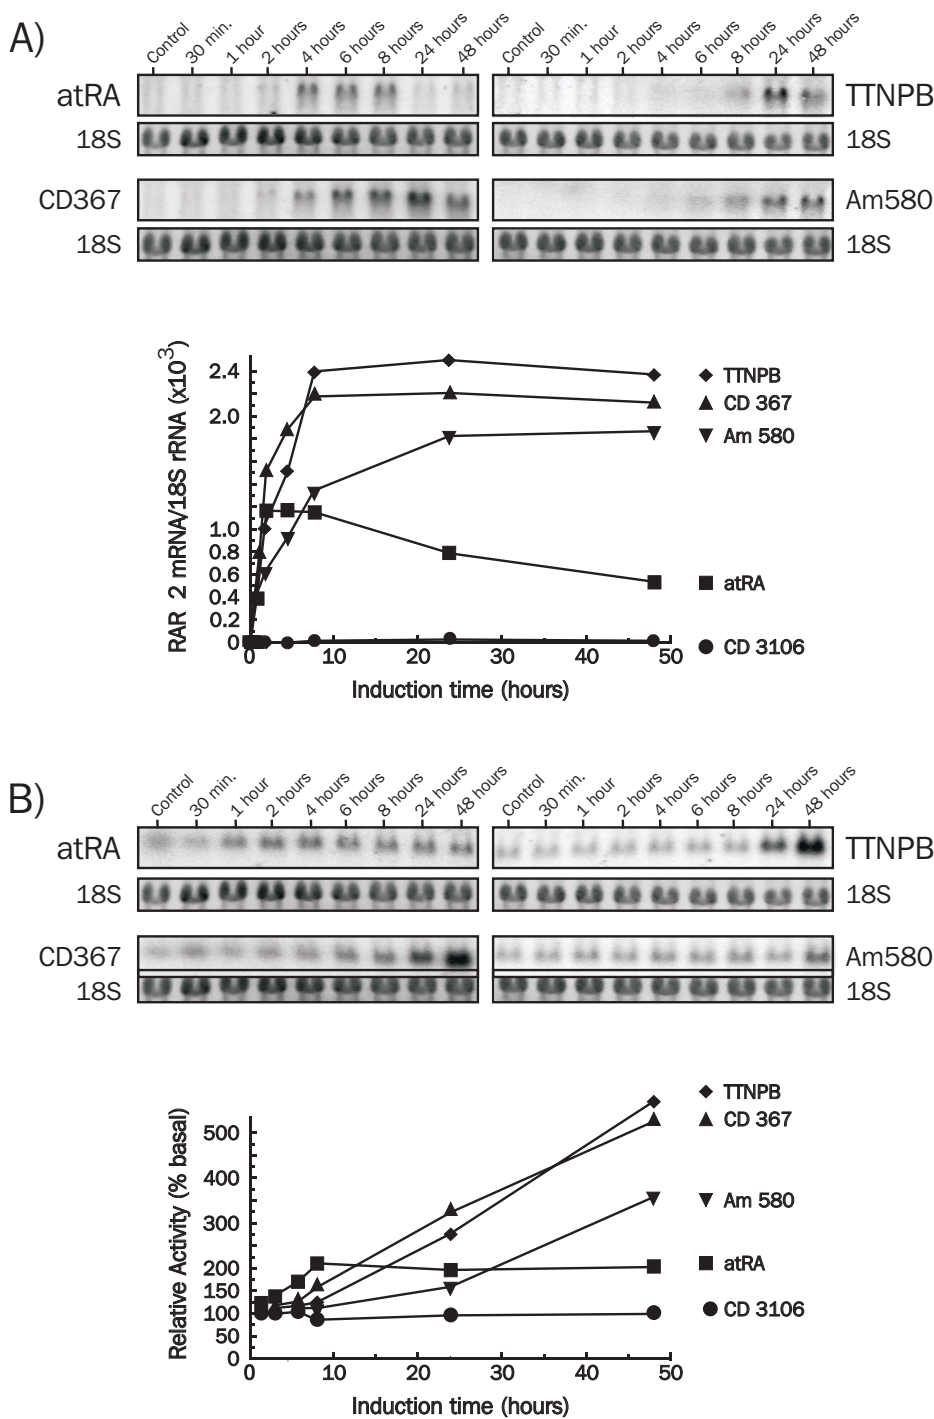 A)
Control 30 min. 1 hour 2 hours 4 hours 6 hours 8 hours 24 hours 48 hours Control 30 min. 1 hour 2 hours 4 hours 6 hours 8 hours 24 hours 48 hours
atRA TTNPB
18S 18S
CD367 Am580
18S 18S
RAR 2 mRNA/18S rRNA (x10³)
2.4
2.0
1.0
0.8
0.6
0.4
0.2
0
TTNPB
CD 367
Am 580
atRA
CD 3106
0 10 20 30 40 50
Induction time (hours)
B)
Control 30 min. 1 hour 2 hours 4 hours 6 hours 8 hours 24 hours 48 hours Control 30 min. 1 hour 2 hours 4 hours 6 hours 8 hours 24 hours 48 hours
atRA TTNPB
18S 18S
CD367 Am580
18S 18S
Relative Activity (% basal)
500
400
300
200
150
100
50
0
TTNPB
CD 367
Am 580
atRA
CD 3106
0 10 20 30 40 50
Induction time (hours)